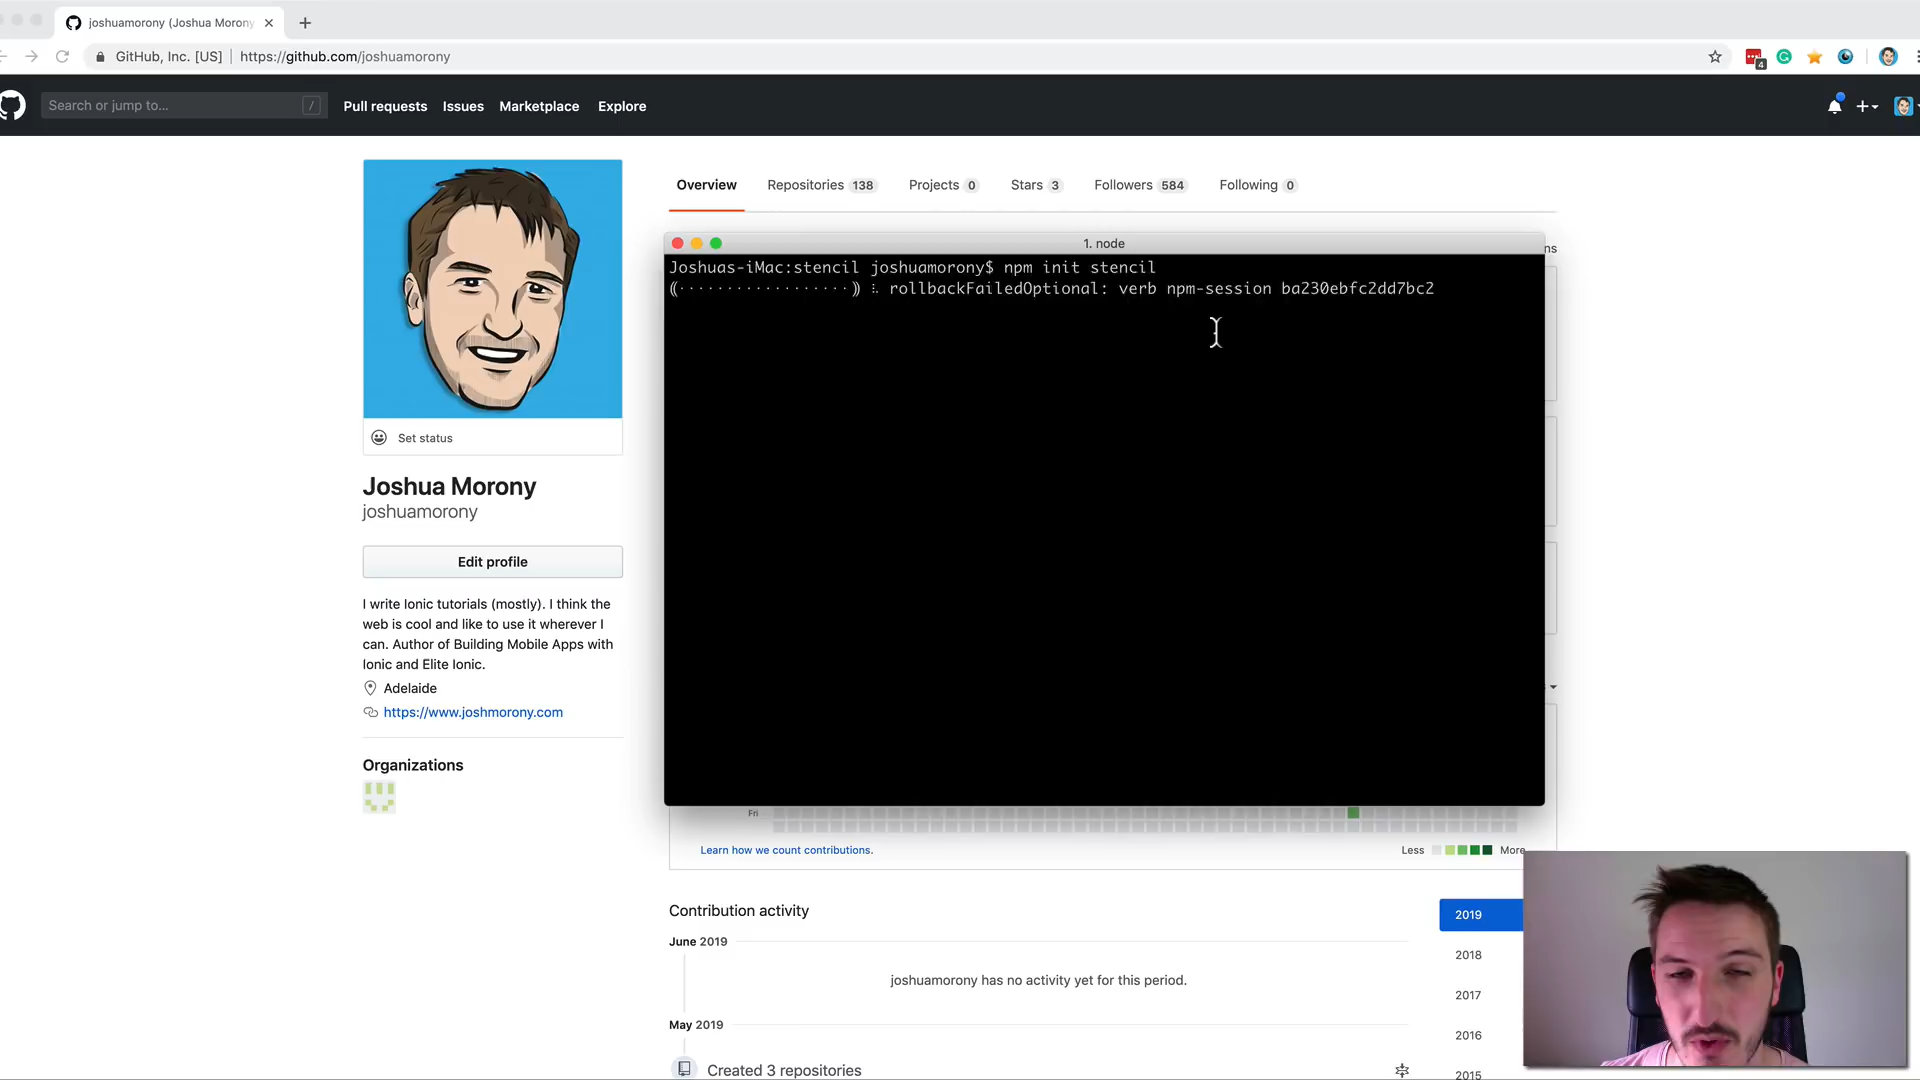 joshuamorony (Joshua Morony
GitHub, Inc. [US] https://github.com/joshuamorony
4
Search or jump to... /
Pull requests Issues Marketplace Explore
Overview Repositories 138 Projects 0 Stars 3 Followers 584 Following 0
1. node
ns
Joshuas-iMac:stencil joshuamorony$ npm init stencil
rollbackFailedOptional: verb npm-session ba230ebfc2dd7bc2
Set status
Joshua Morony
joshuamorony
Edit profile
I write Ionic tutorials (mostly). I think the
web is cool and like to use it wherever I
can. Author of Building Mobile Apps with
Ionic and Elite Ionic.
Adelaide
https://www.joshmorony.com
Organizations
Fri
Learn how we count contributions.
Less More
Contribution activity
2019
June 2019
2018
joshuamorony has no activity yet for this period.
2017
May 2019
2016
Created 3 repositories
2015